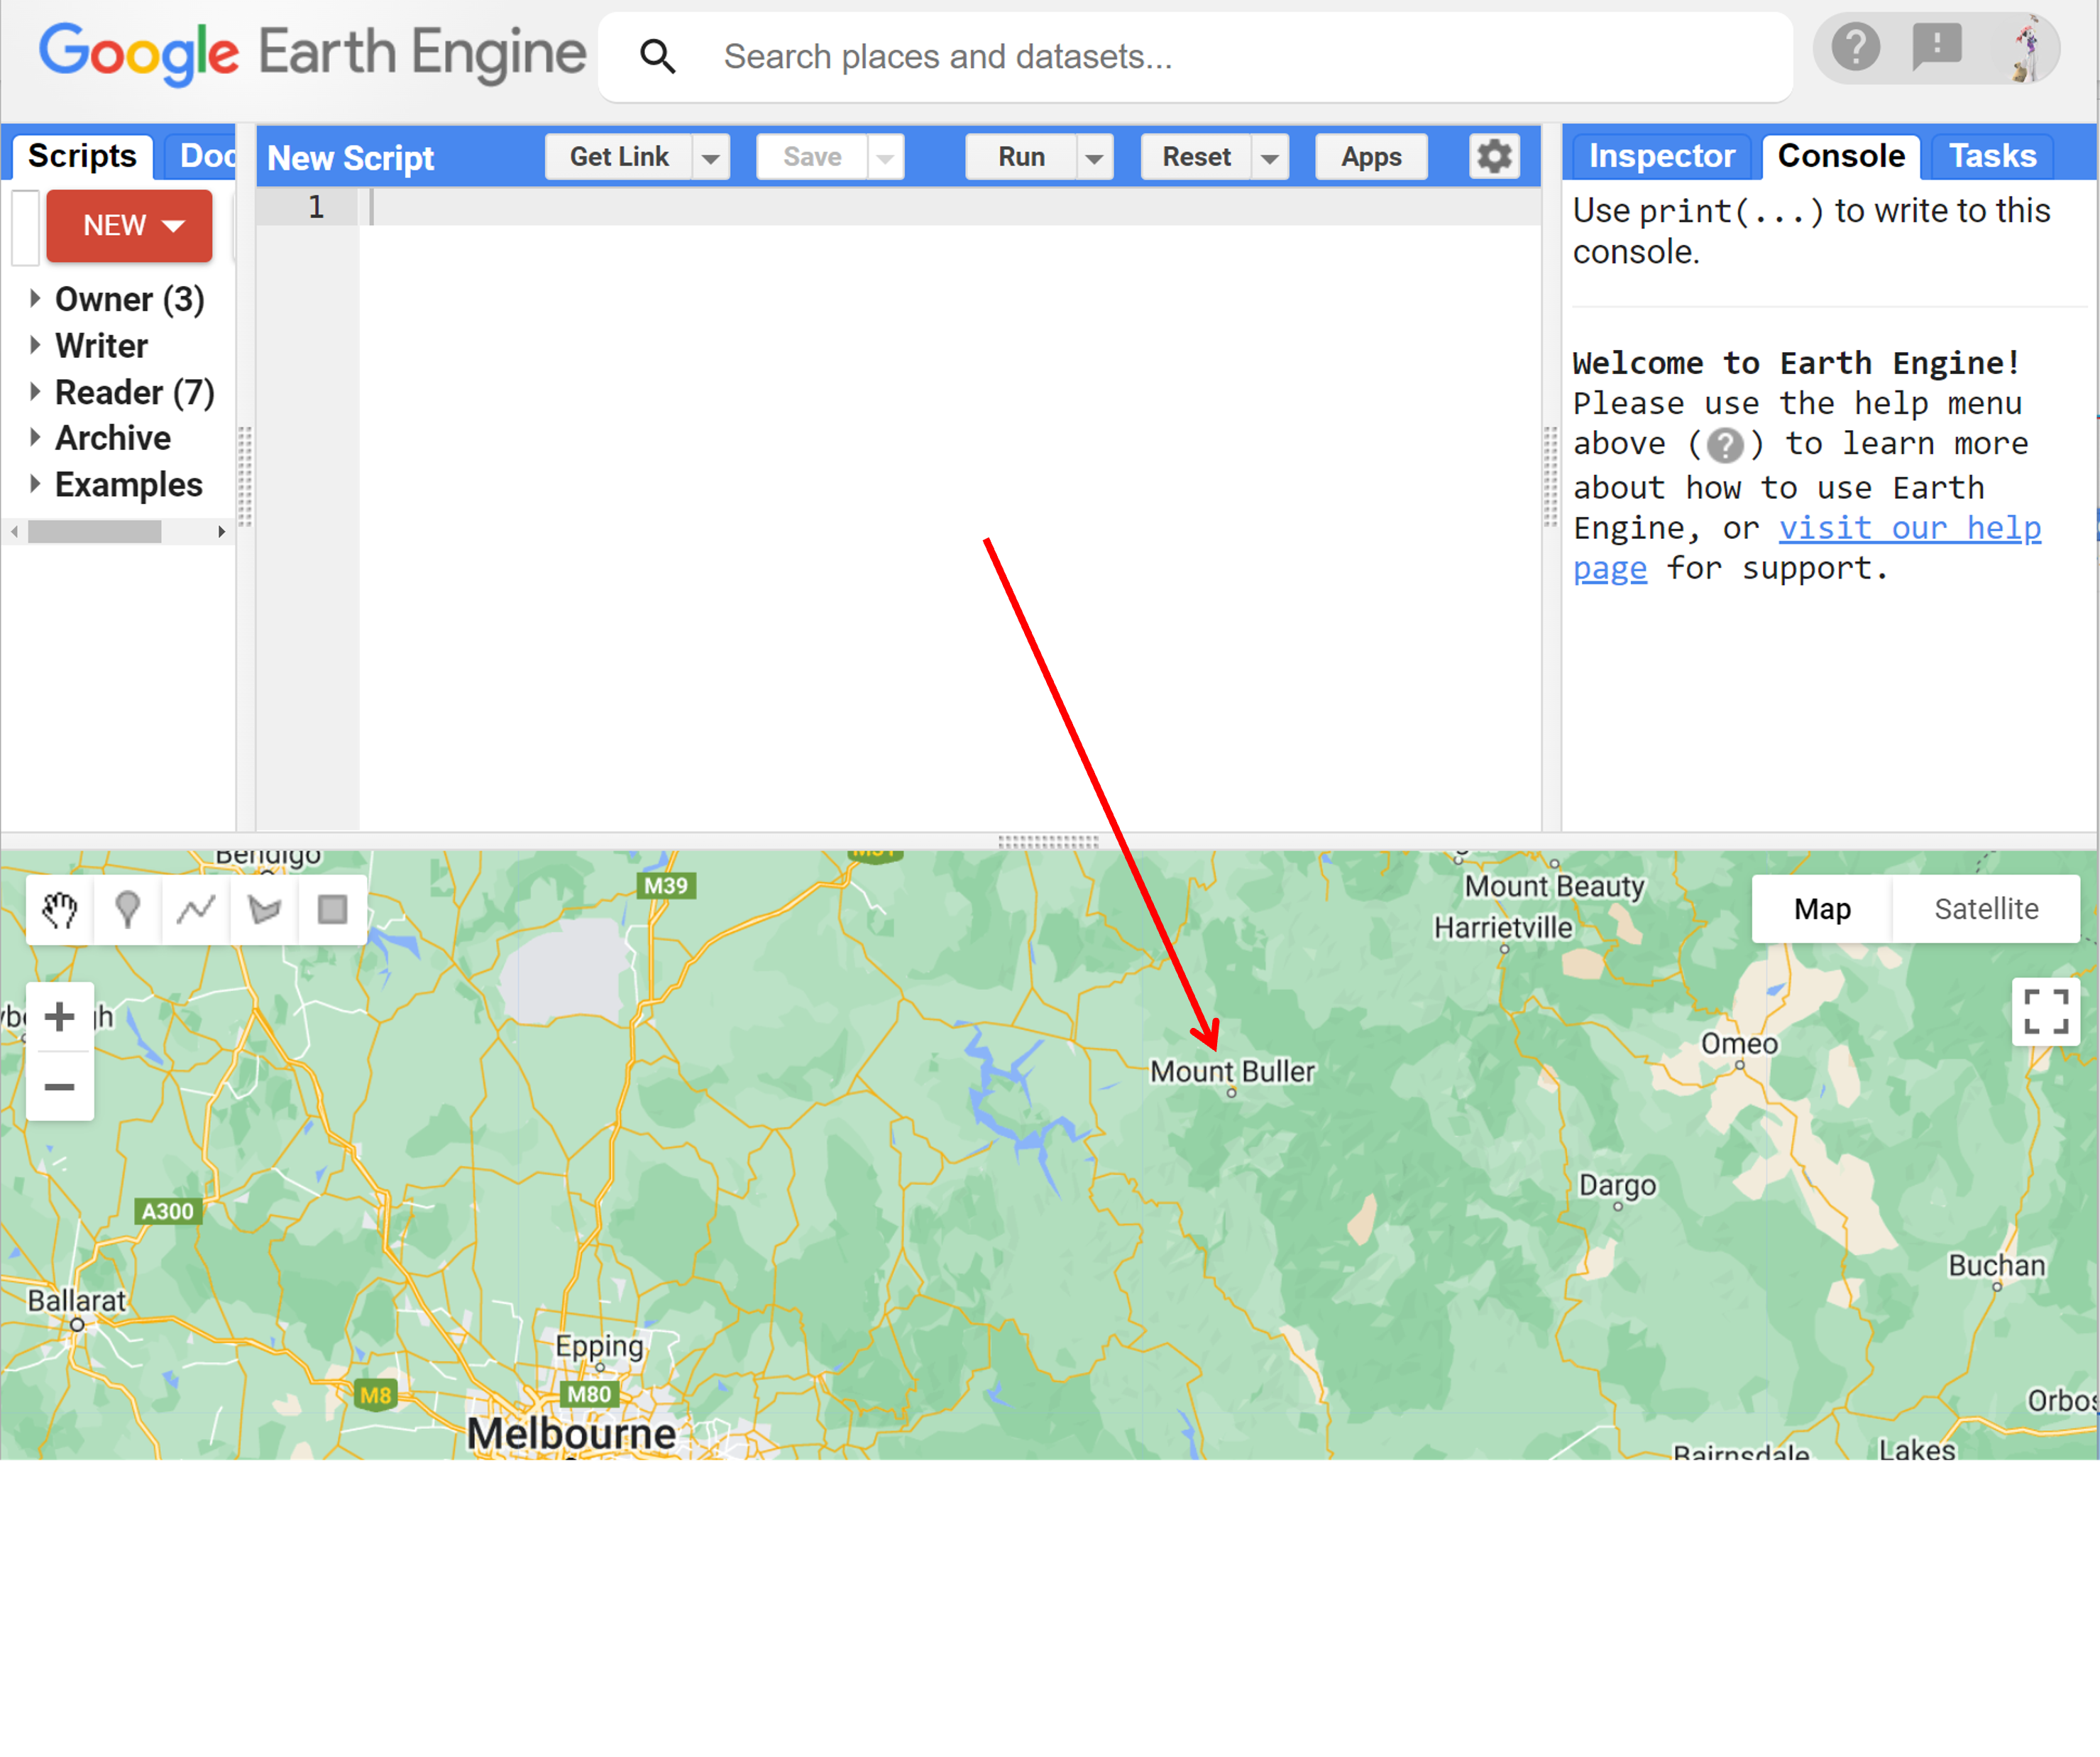 Google Earth Engine
Search places and datasets...
Scripts
Doc
New Script
Get Link
Save
Run
Reset
Apps
Inspector
Console
Tasks
NEW
Owner (3)
Writer
Reader (7)
Archive
Examples
1
Use print(...) to write to this
console.
Welcome to Earth Engine!
Please use the help menu
above (?) to learn more
about how to use Earth
Engine, or visit our help
page for support.
Bendigo
M39
M31
Mount Beauty
Harrietville
Map
Satellite
Omeo
Mount Buller
Dargo
A300
Buchan
Ballarat
Epping
M8
M80
Orbos
Melbourne
Bairnsdale
Lakes